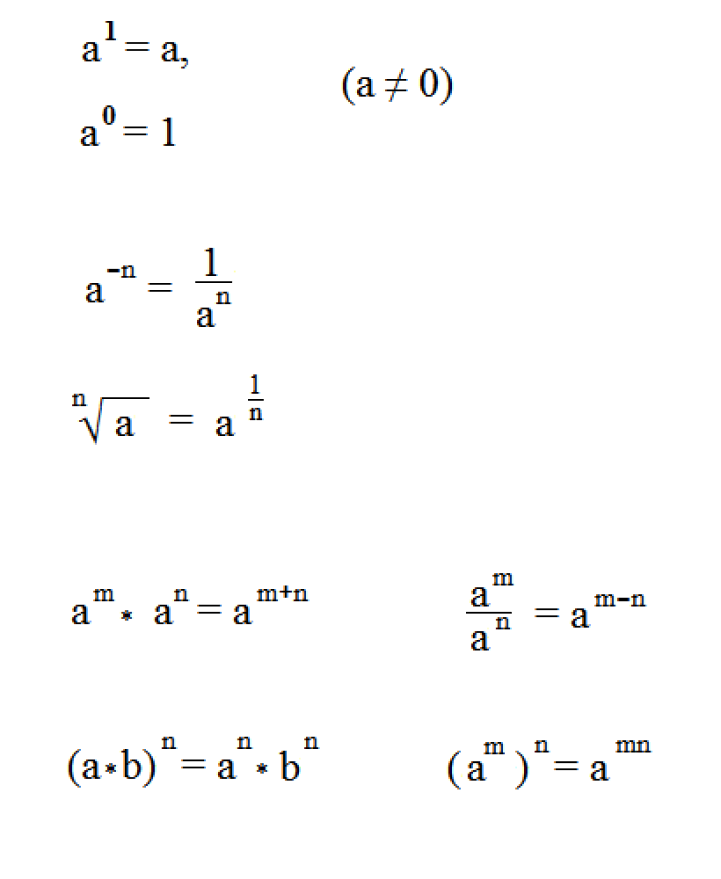 a¹ = a,
(a ≠ 0)
a⁰ = 1
a⁻ⁿ = 1/aⁿ
ⁿ√a = a^(1/n)
aᵐ * aⁿ = aᵐ⁺ⁿ
aᵐ/aⁿ = aᵐ⁻ⁿ
(a*b)ⁿ = aⁿ * bⁿ
(aᵐ)ⁿ = aᵐⁿ